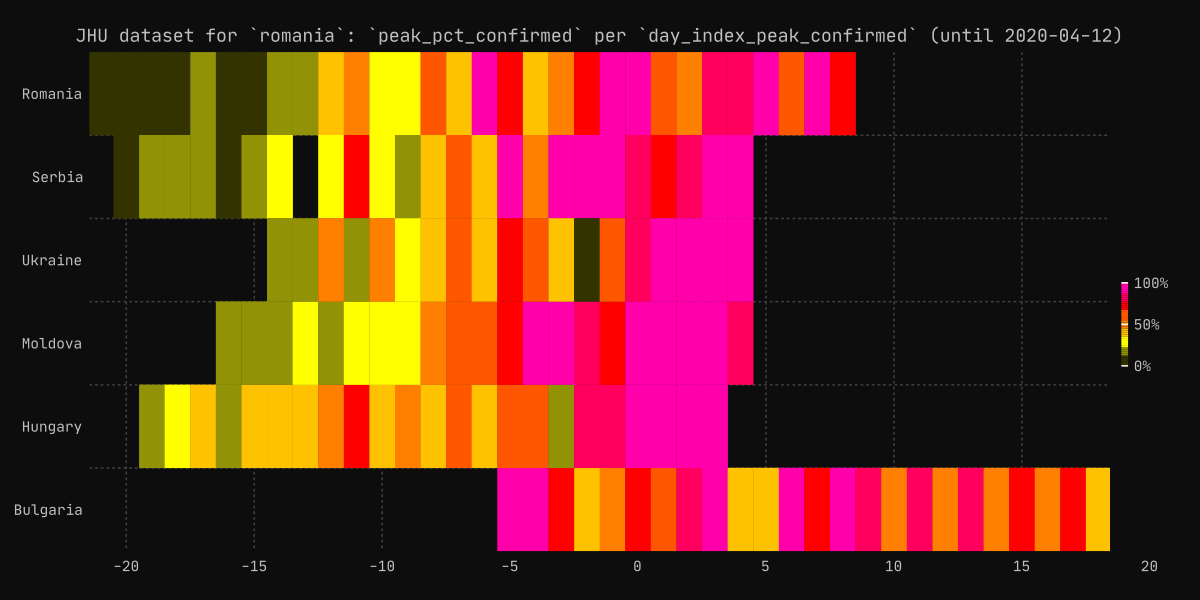 JHU dataset for `romania`: `peak_pct_confirmed` per `day_index_peak_confirmed` (until 2020-04-12)
Romania
Serbia
Ukraine
Moldova
Hungary
Bulgaria
100%
50%
0%
-20 -15 -10 -5 0 5 10 15 20